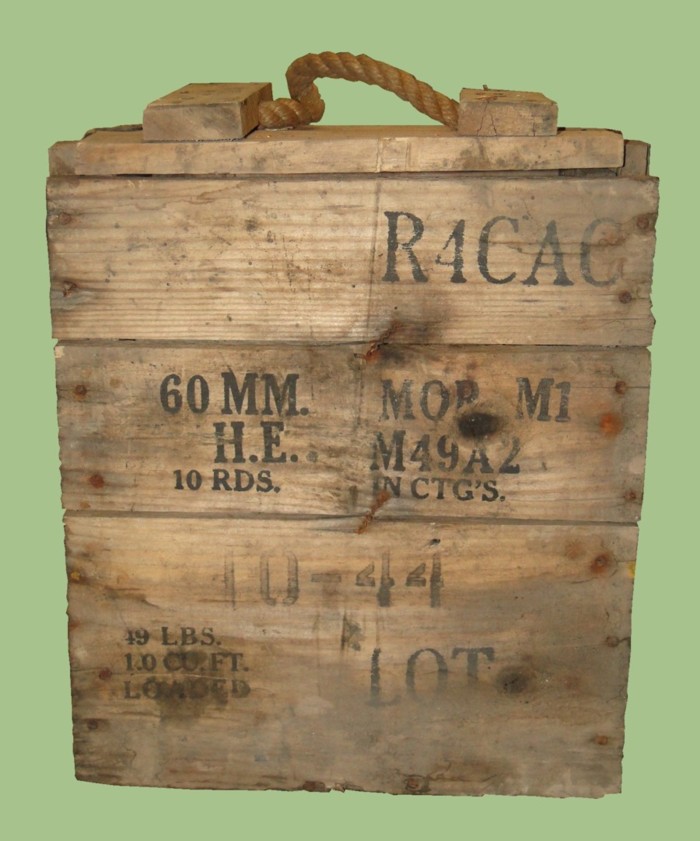 R4CAC
60 MM. MOR. M1
H.E. M49A2
10 RDS. IN CTG'S.
10-44
49 LBS.
1.0 CU. FT.
LOADED
LOT